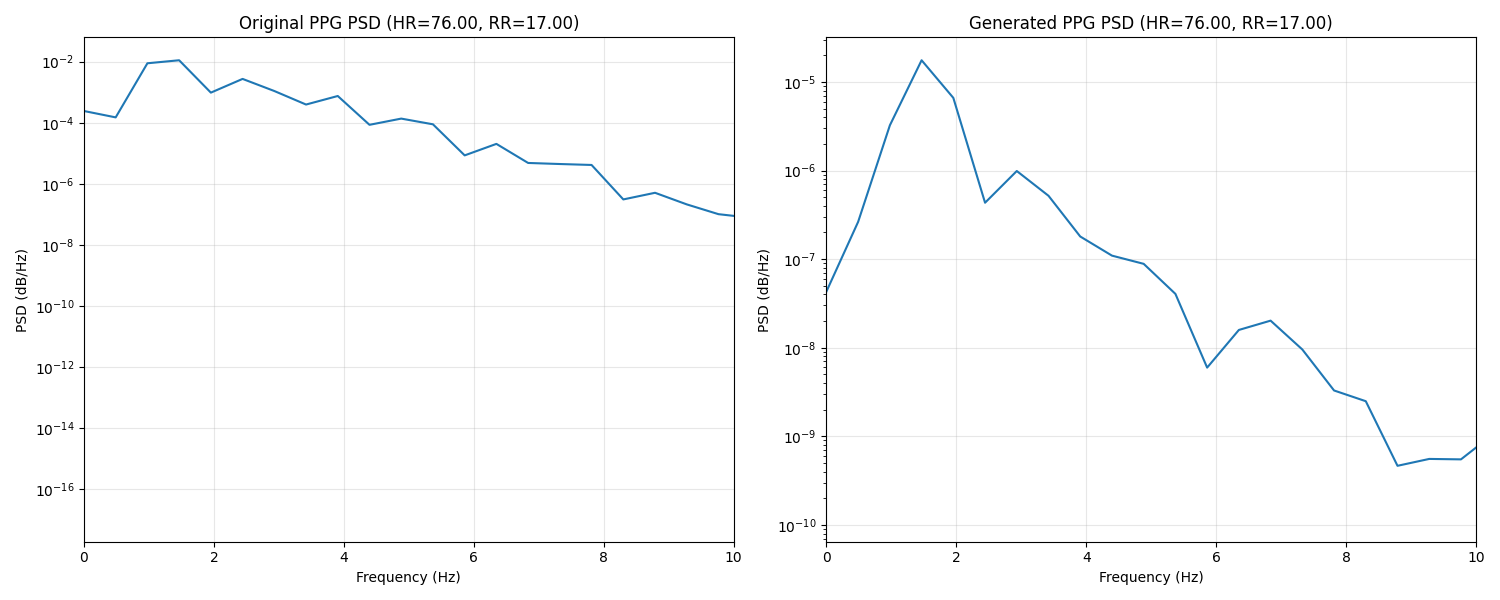 Original PPG PSD (HR=76.00, RR=17.00)
PSD (dB/Hz)
10⁻²
10⁻⁴
10⁻⁶
10⁻⁸
10⁻¹⁰
10⁻¹²
10⁻¹⁴
10⁻¹⁶
0 2 4 6 8 10
Frequency (Hz)
Generated PPG PSD (HR=76.00, RR=17.00)
PSD (dB/Hz)
10⁻⁵
10⁻⁶
10⁻⁷
10⁻⁸
10⁻⁹
10⁻¹⁰
0 2 4 6 8 10
Frequency (Hz)